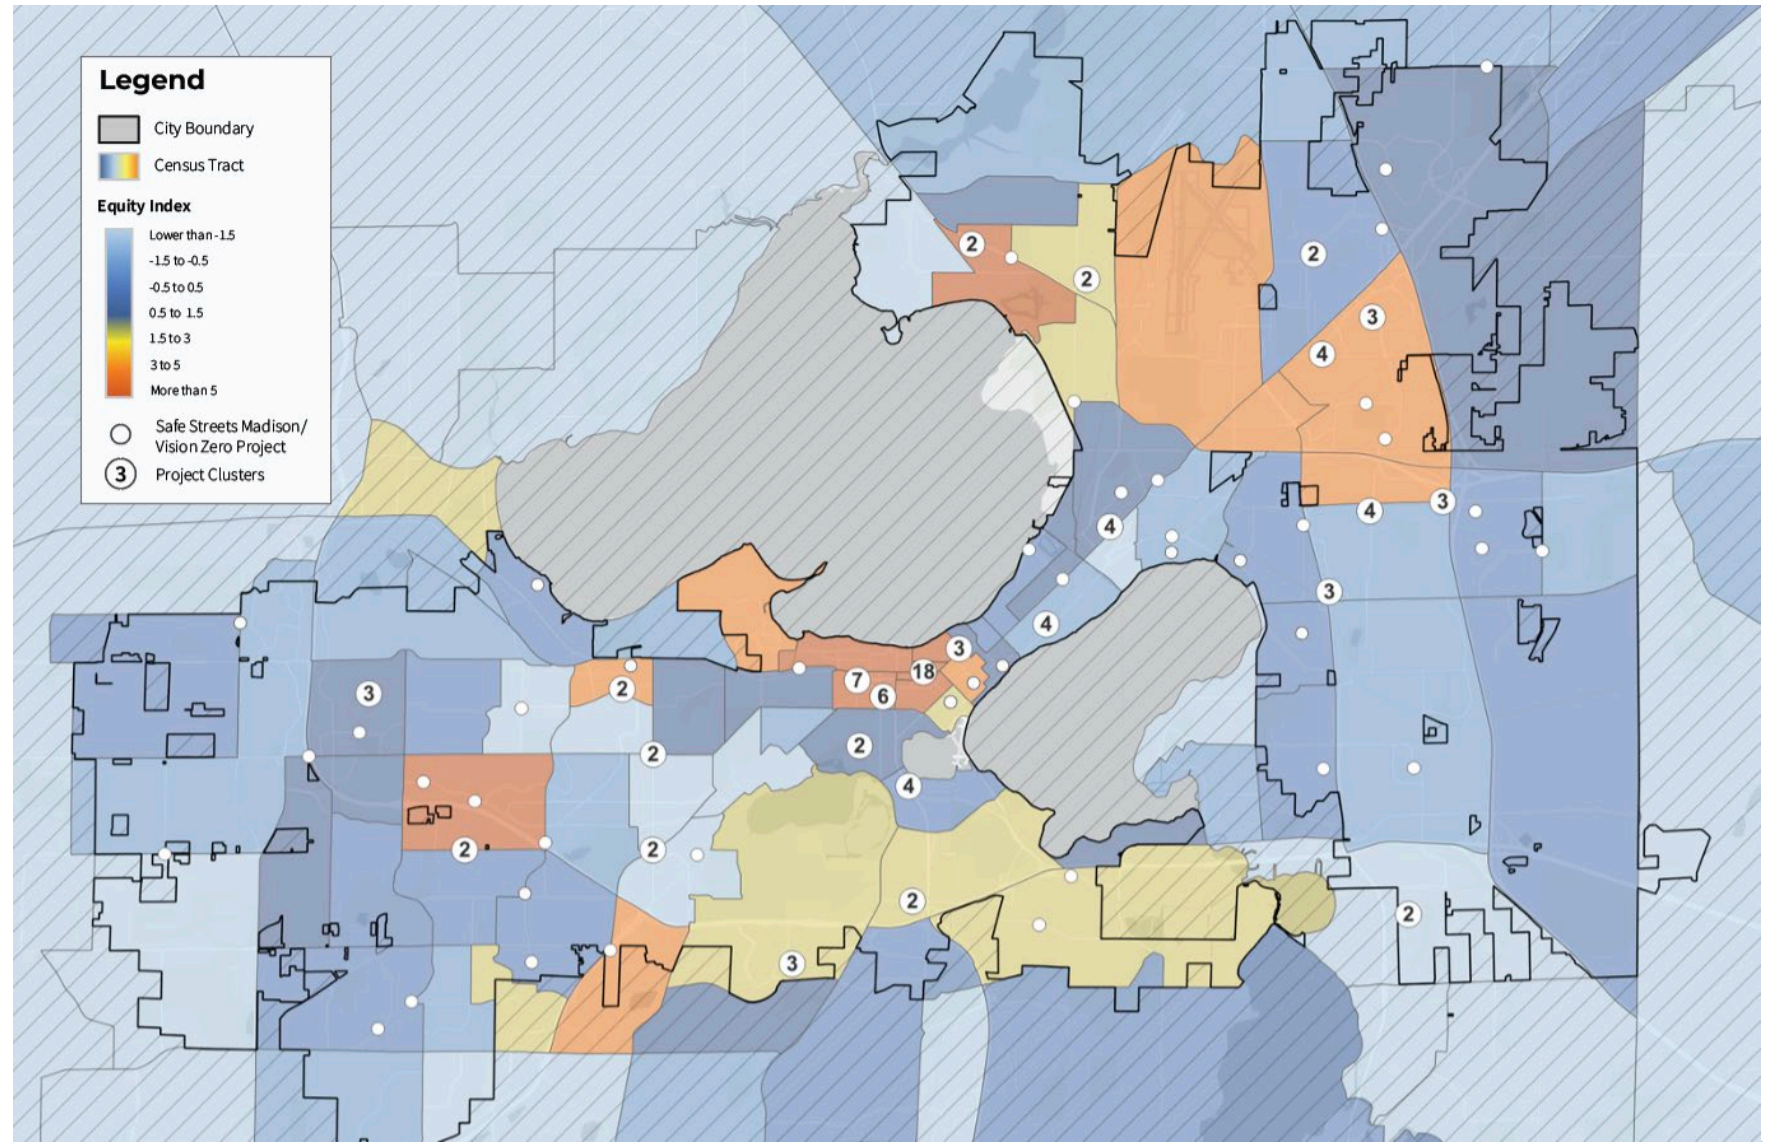 Legend
City Boundary
Census Tract
Equity Index
Lower than -1.5
-1.5 to -0.5
-0.5 to 0.5
0.5 to 1.5
1.5 to 3
3 to 5
More than 5
Safe Streets Madison/
Vision Zero Project
3
Project Clusters
2
2
2
3
4
3
4
4
3
4
3
18
7
6
2
3
2
2
4
2
2
2
3
2